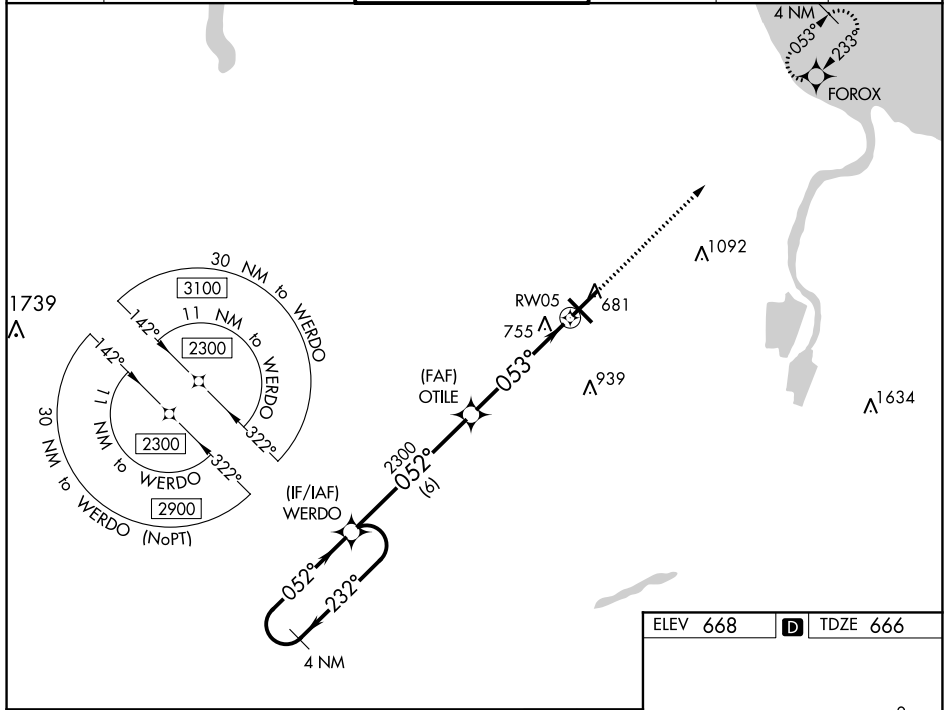 4 NM
053°
233°
FOROX
1092
RW05
681
755
939
1634
1739
30 NM to WERDO
3100
142°
11 NM to WERDO
2300
322°
142°
11 NM to WERDO
2300
322°
30 NM to WERDO (NoPT)
2900
(FAF)
OTILE
053°
2300
052°
(6)
(IF/IAF)
WERDO
052°
232°
4 NM
ELEV 668 D TDZE 666